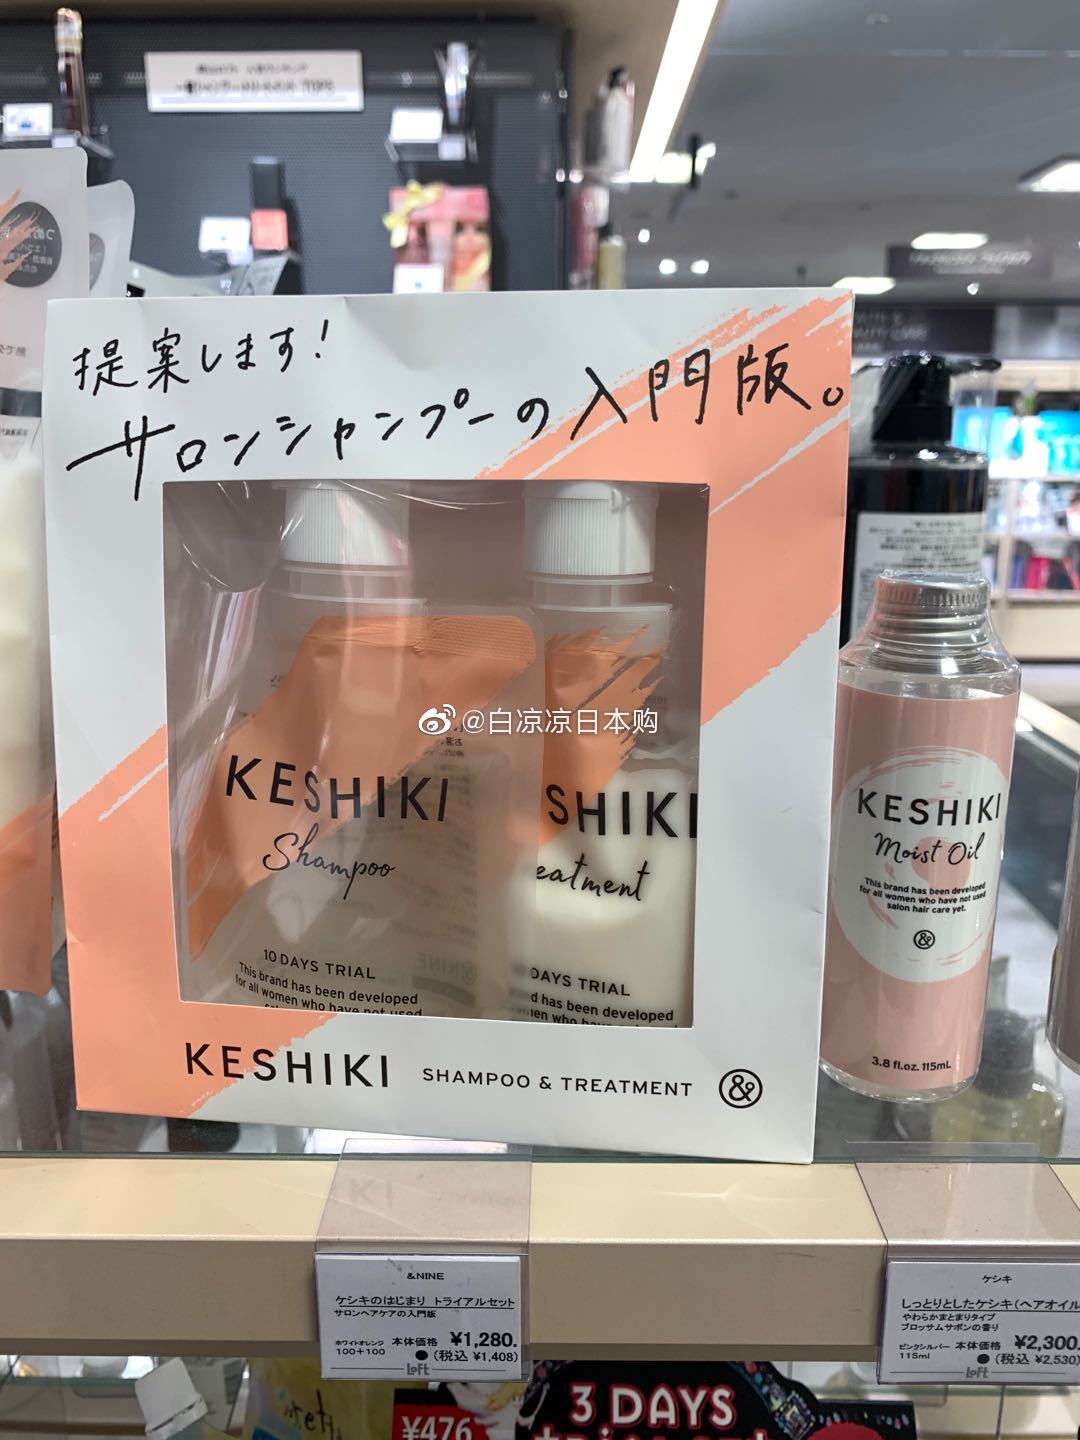 提案します!
サロンシャンプーの入門版。
@白凉凉日本购
KESHIKI
Shampoo
10 DAYS TRIAL
This brand has been developed
for all women who have not used
SHIKI
eatment
DAYS TRIAL
d has been developed
KESHIKI SHAMPOO & TREATMENT &
KESHIKI
Moist Oil
This brand has been developed
for all women who have not used
salon hair care yet.
&
3.8 fl.oz. 115mL
&NINE
ケシキのはじまり トライアルセット
サロンヘアケアの入門版
ホワイトオレンジ 本体価格 ¥1,280.
100+100 ●(税込 ¥1,408)
LoFt
ケシキ
しっとりとしたケシキ(ヘアオイル
やわらかまとまりタイプ
ブロッサムサボンの香り
ピンクシルバー 本体価格 ¥2,300.
115ml ●(税込 ¥2,530)
LoFt
¥476
3 DAYS